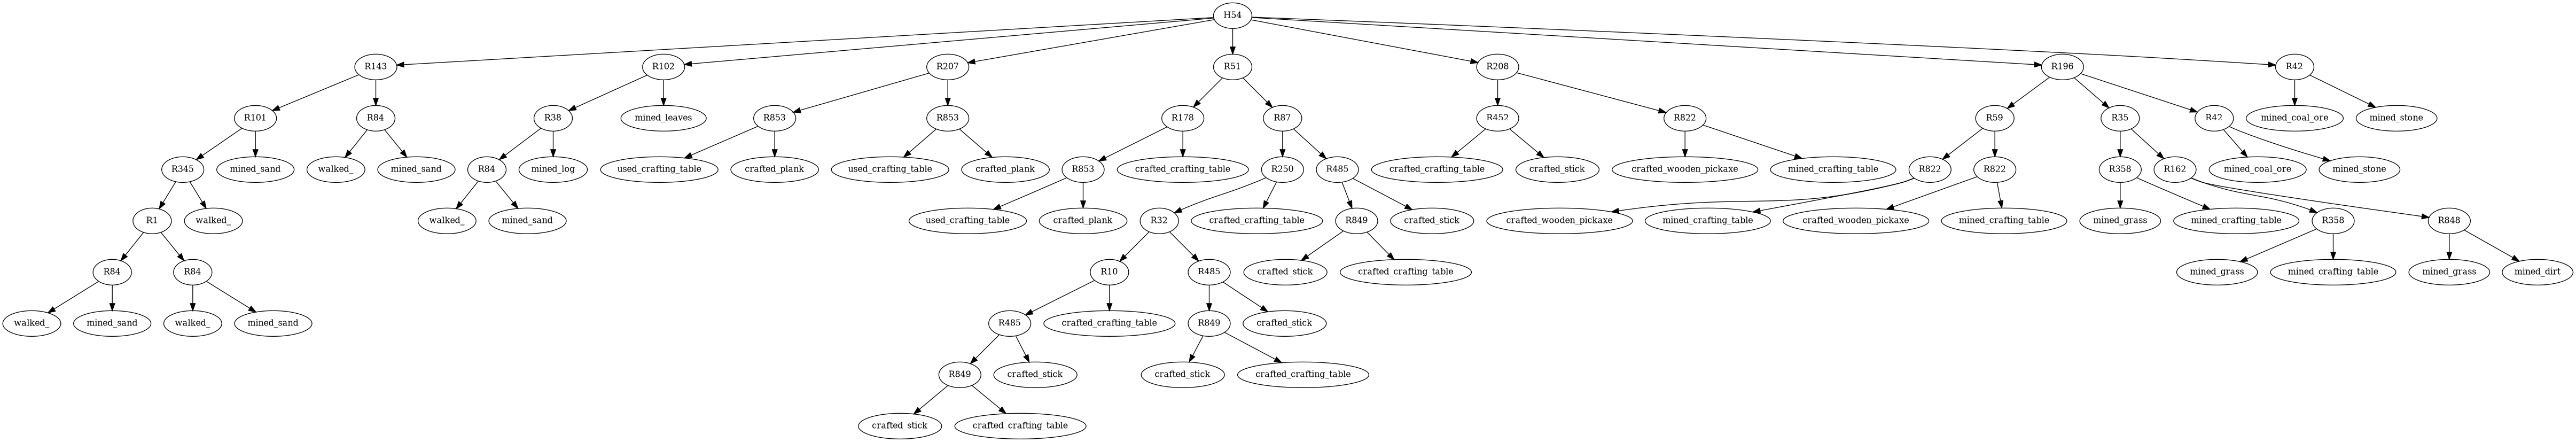 H54
R143 R102 R207 R51 R208 R196 R42
R101 R84 R38 mined_leaves R853 R853 R178 R87 R452 R822 R59 R35 R42 mined_coal_ore mined_stone
R345 mined_sand walked_ mined_sand R84 mined_log used_crafting_table crafted_plank used_crafting_table crafted_plank R853 crafted_crafting_table R250 R485 crafted_crafting_table crafted_stick crafted_wooden_pickaxe mined_crafting_table R822 R822 R358 R162 mined_coal_ore mined_stone
R1 walked_ walked_ mined_sand used_crafting_table crafted_plank R32 crafted_crafting_table R849 crafted_stick crafted_wooden_pickaxe mined_crafting_table crafted_wooden_pickaxe mined_crafting_table mined_grass mined_crafting_table R358 R848
R84 R84 R10 R485 crafted_stick crafted_crafting_table mined_grass mined_crafting_table mined_grass mined_dirt
walked_ mined_sand walked_ mined_sand R485 crafted_crafting_table R849 crafted_stick
R849 crafted_stick crafted_stick crafted_crafting_table
crafted_stick crafted_crafting_table